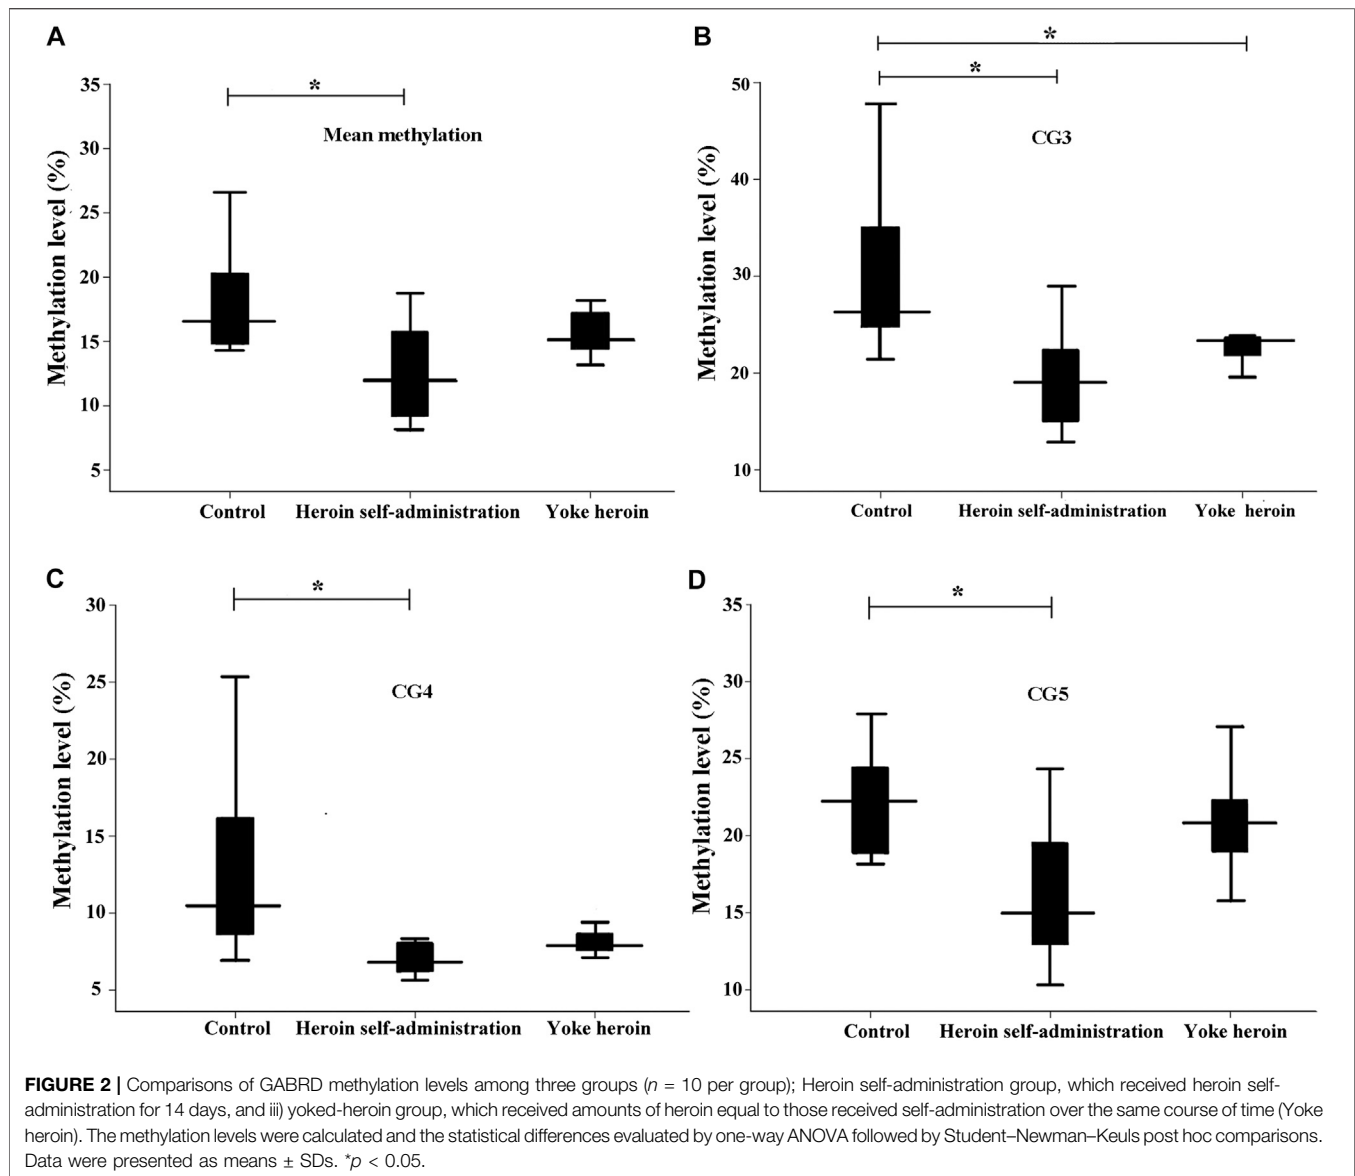 A
*
Mean methylation
Methylation level (%)
35
30
25
20
15
10
5
Control
Heroin self-administration
Yoke heroin
B
*
*
CG3
Methylation level (%)
50
40
30
20
10
Control
Heroin self-administration
Yoke heroin
C
*
CG4
Methylation level (%)
30
25
20
15
10
5
Control
Heroin self-administration
Yoke heroin
D
*
CG5
Methylation level (%)
35
30
25
20
15
10
Control
Heroin self-administration
Yoke heroin
FIGURE 2 | Comparisons of GABRD methylation levels among three groups (n = 10 per group); Heroin self-administration group, which received heroin self-
administration for 14 days, and iii) yoked-heroin group, which received amounts of heroin equal to those received self-administration over the same course of time (Yoke
heroin). The methylation levels were calculated and the statistical differences evaluated by one-way ANOVA followed by Student–Newman–Keuls post hoc comparisons.
Data were presented as means ± SDs. *p < 0.05.